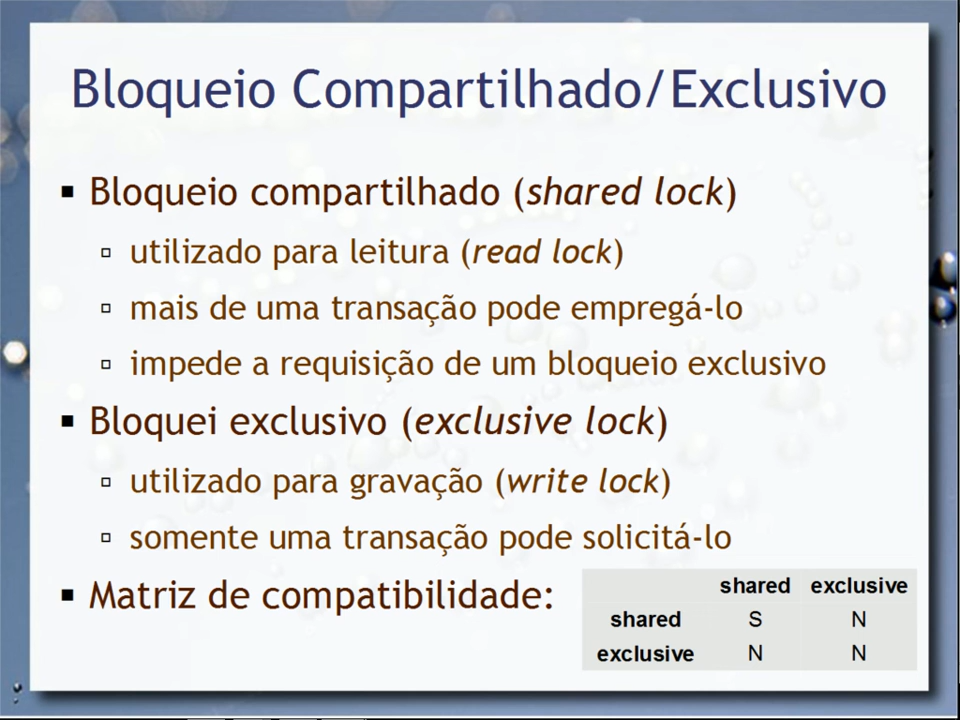 Bloqueio Compartilhado/Exclusivo
▪ Bloqueio compartilhado (shared lock)
▫ utilizado para leitura (read lock)
▫ mais de uma transação pode empregá-lo
▫ impede a requisição de um bloqueio exclusivo
▪ Bloquei exclusivo (exclusive lock)
▫ utilizado para gravação (write lock)
▫ somente uma transação pode solicitá-lo
▪ Matriz de compatibilidade:
shared exclusive
shared S N
exclusive N N